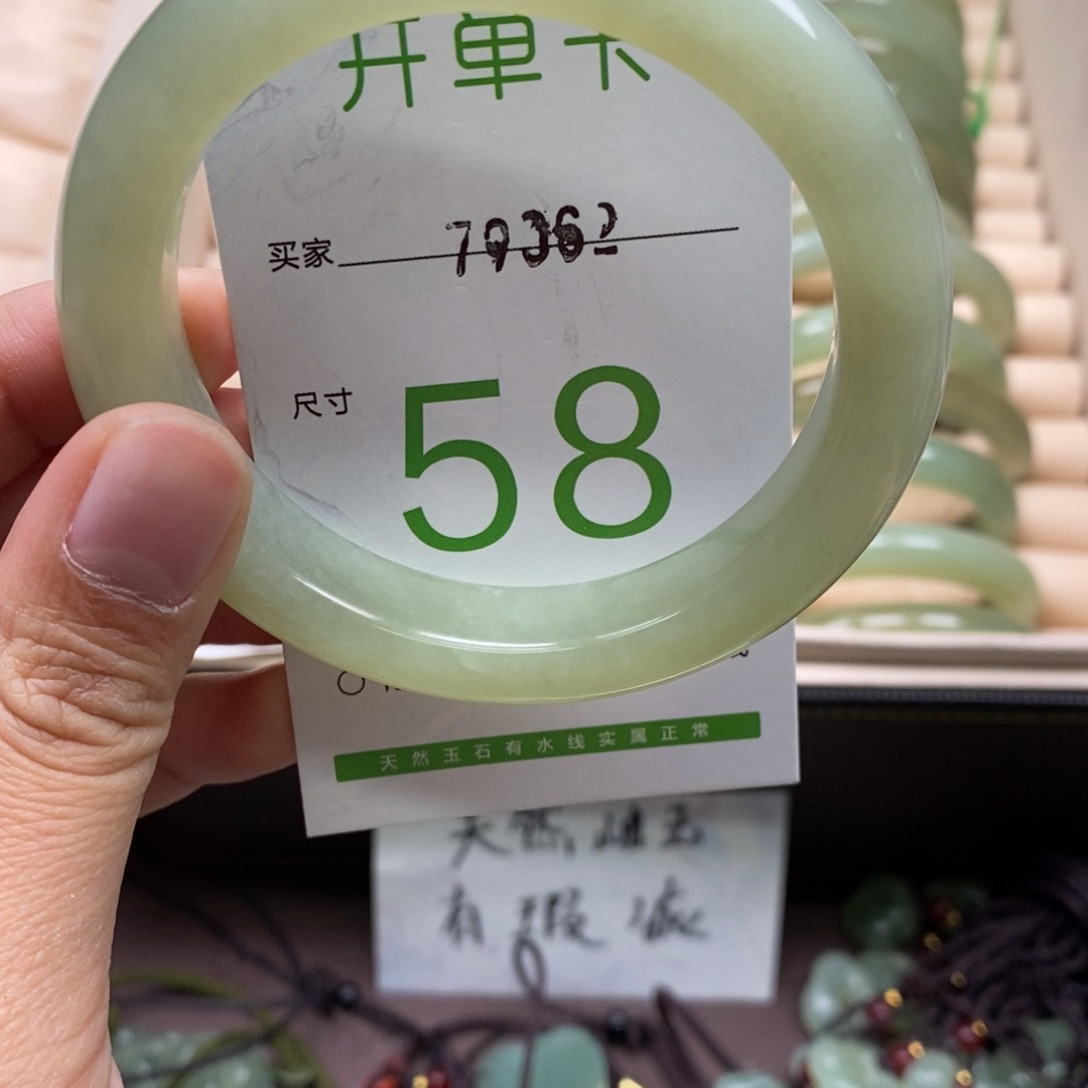 开单卡
买家 79362
尺寸 58
天然玉石有水线实属正常
天然
有瑕疵